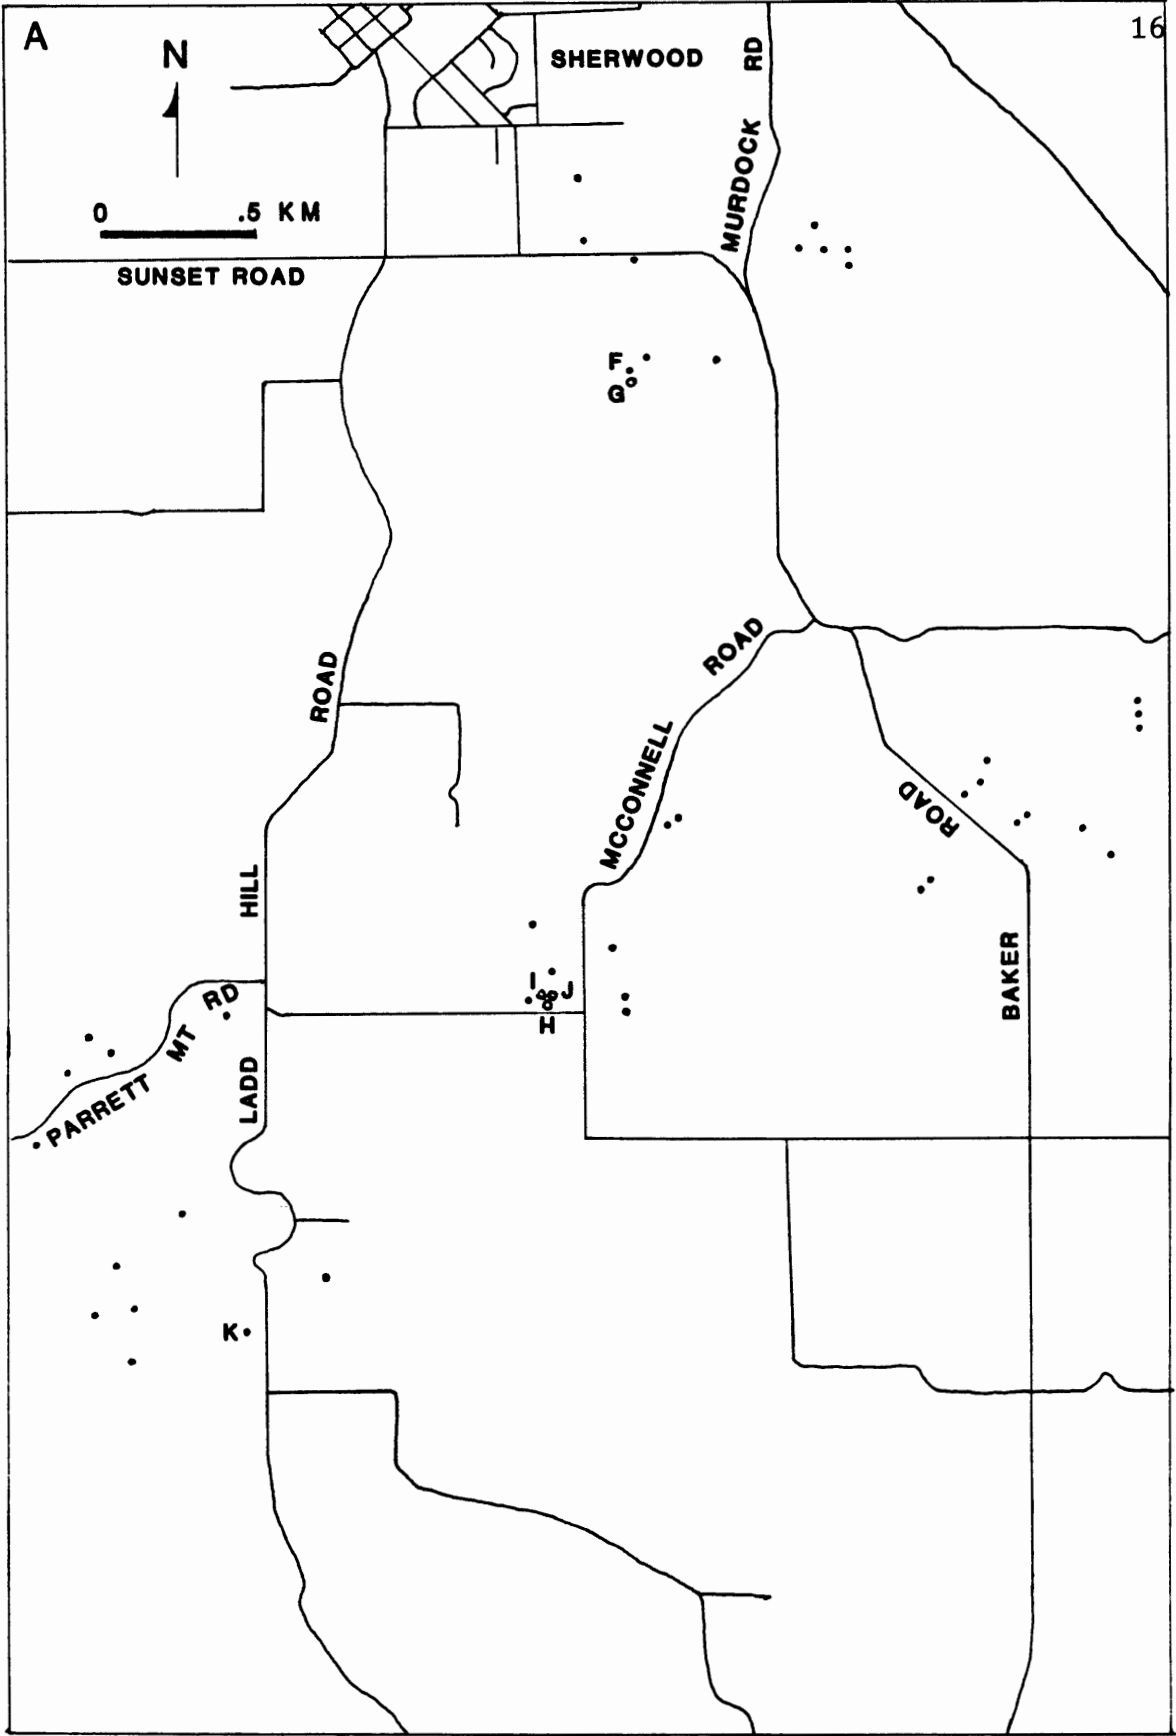 A
16
N
SHERWOOD
RD
MURDOCK
0 .5 KM
SUNSET ROAD
F
G
ROAD
ROAD
MCCONNELL
ROAD
HILL
BAKER
I J
H
RD
MT
PARRETT
LADD
K